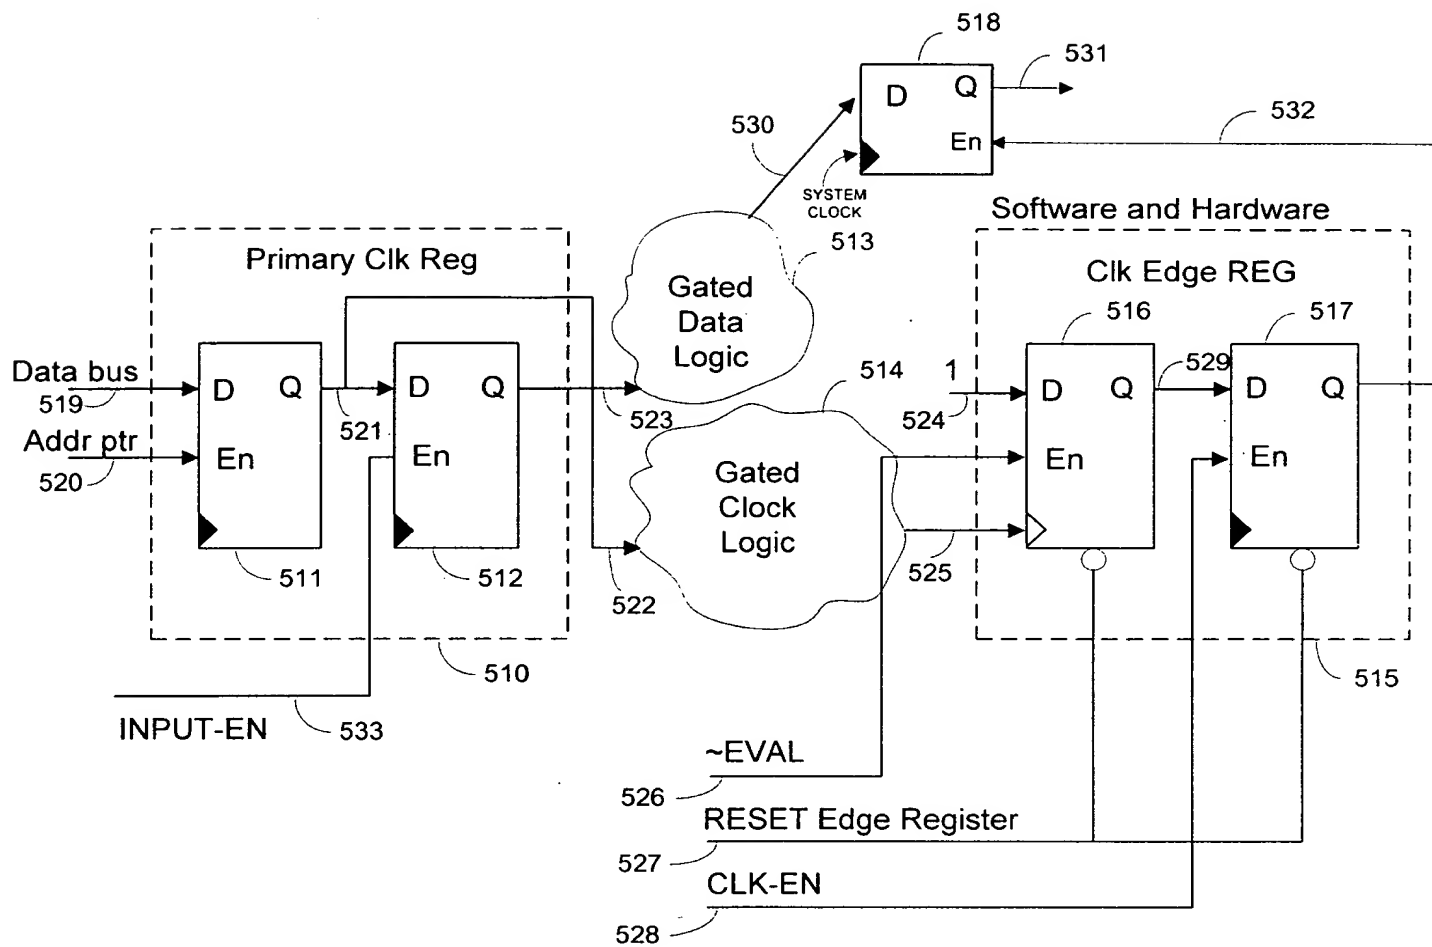 518
531
D
Q
530
En
532
SYSTEM
CLOCK
513
Software and Hardware
Primary Clk Reg
Clk Edge REG
Gated
Data
Logic
516
517
Data bus
519
D
Q
521
D
Q
523
514
1
524
D
Q
529
D
Q
Addr ptr
520
En
En
Gated
Clock
Logic
En
En
511
512
522
525
510
515
INPUT-EN
533
~EVAL
526
RESET Edge Register
527
CLK-EN
528